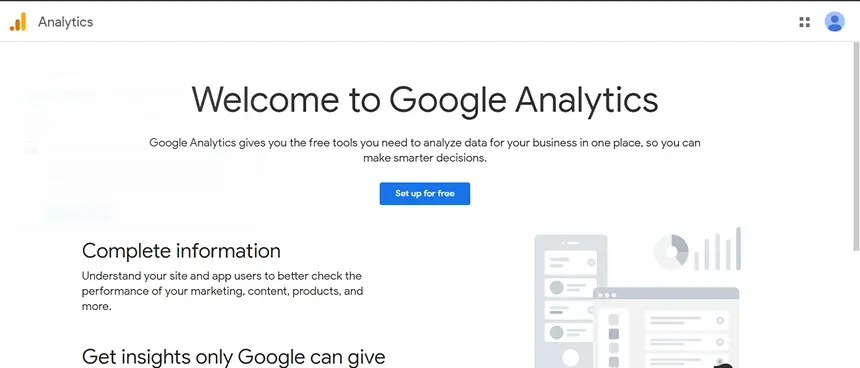 Analytics
Welcome to Google Analytics
Google Analytics gives you the free tools you need to analyze data for your business in one place, so you can
make smarter decisions.
Set up for free
Complete information
Understand your site and app users to better check the
performance of your marketing, content, products, and
more.
Get insights only Google can give